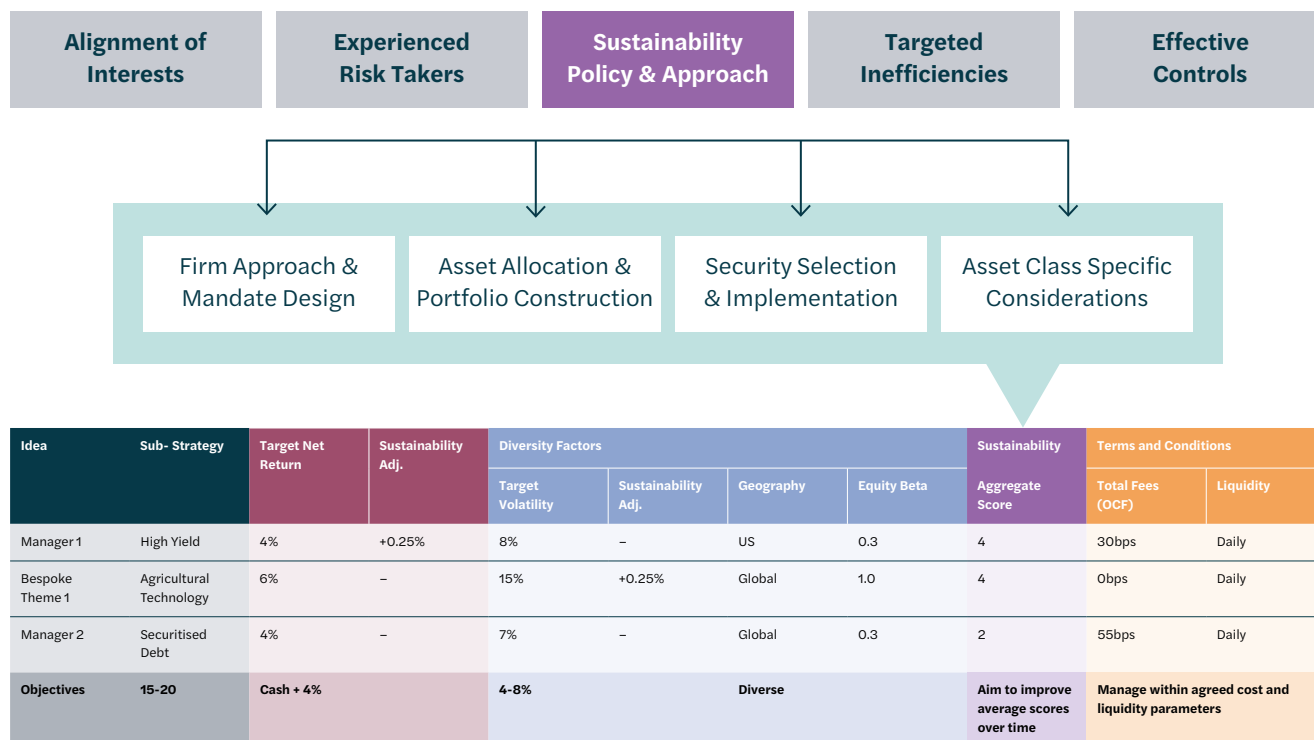 Alignment of
Interests
Experienced
Risk Takers
Sustainability
Policy & Approach
Targeted
Inefficiencies
Effective
Controls
Firm Approach &
Mandate Design
Asset Allocation &
Portfolio Construction
Security Selection
& Implementation
Asset Class Specific
Considerations
Idea
Sub- Strategy
Target Net
Return
Sustainability
Adj.
Diversity Factors
Target
Volatility
Sustainability
Adj.
Geography
Equity Beta
Sustainability
Aggregate
Score
Terms and Conditions
Total Fees
(OCF)
Liquidity
Manager 1
High Yield
4%
+0.25%
8%
–
US
0.3
4
30bps
Daily
Bespoke
Theme 1
Agricultural
Technology
6%
–
15%
+0.25%
Global
1.0
4
0bps
Daily
Manager 2
Securitised
Debt
4%
–
7%
–
Global
0.3
2
55bps
Daily
Objectives
15-20
Cash + 4%
4-8%
Diverse
Aim to improve
average scores
over time
Manage within agreed cost and
liquidity parameters